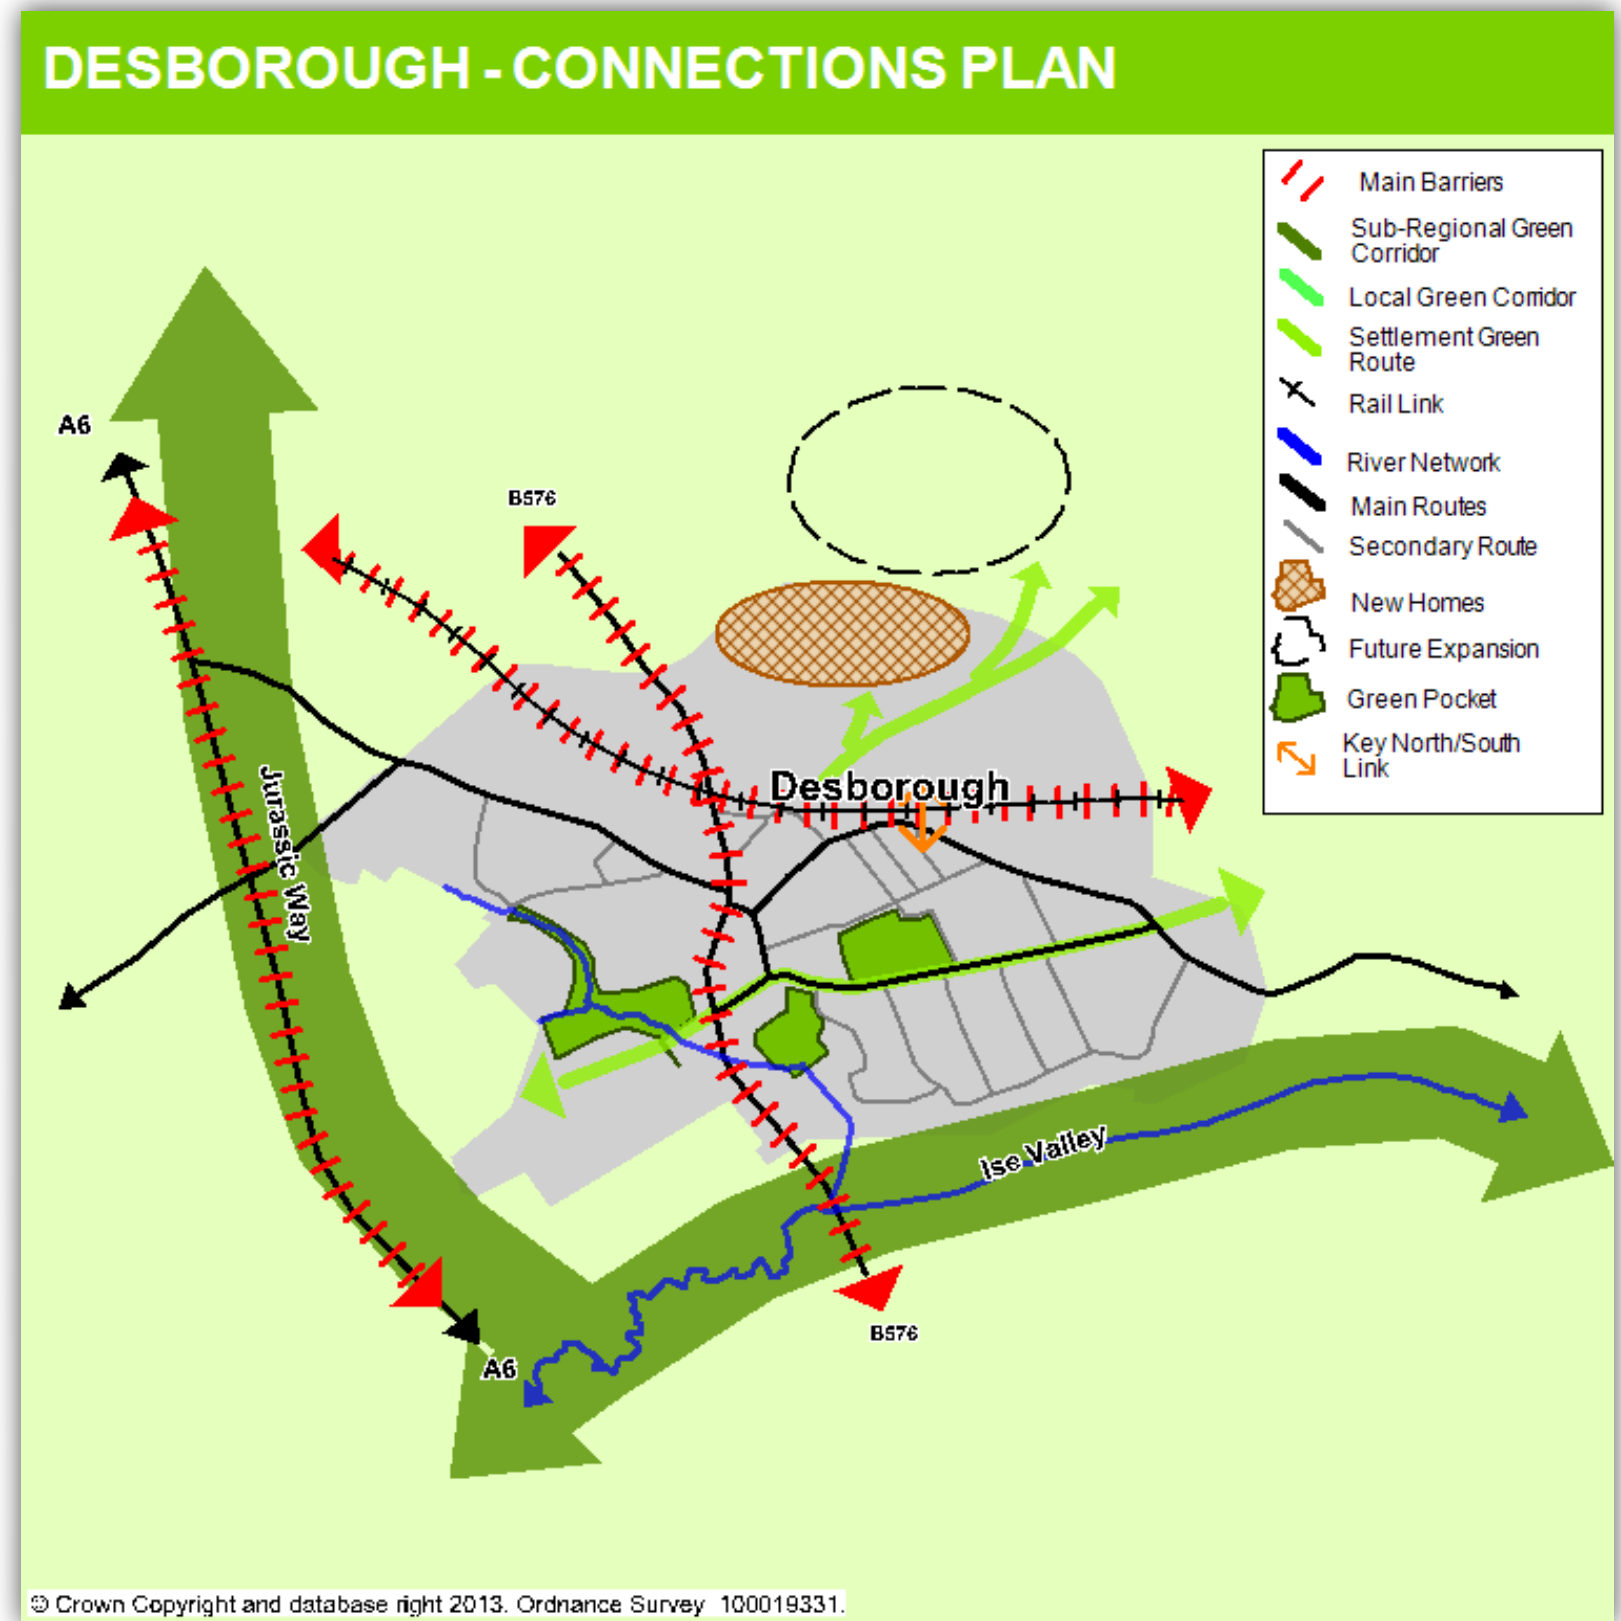 DESBOROUGH - CONNECTIONS PLAN
Main Barriers
Sub-Regional Green
Corridor
Local Green Corridor
Settlement Green
Route
Rail Link
River Network
Main Routes
Secondary Route
New Homes
Future Expansion
Green Pocket
Key North/South
Link
A6
B576
Desborough
Jurassic Way
Ise Valley
B576
A6
© Crown Copyright and database right 2013. Ordnance Survey 100019331.